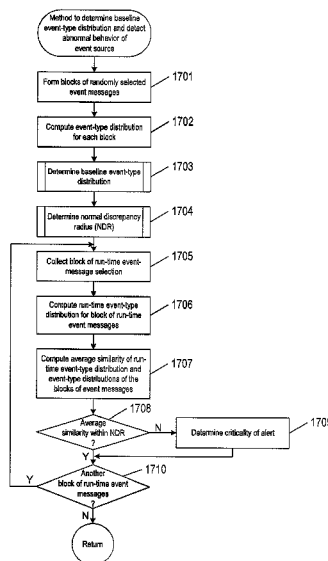 Method to determine baseline
event-type distribution and detact
abnormal behavior of
event source
1701
Form blocks of randomly selected
event messages
1702
Compute event-type distribution
for each block
1703
Determine baseline event-type
distribution
1704
Determine normal discrepancy
radius (NDR)
1705
Collect block of run-time event-
message selection
1706
Compute run-time event-type
distribution for block of run-time
event messages
1707
Compute average similarity of run-
time event-type distribution and
event-type distributions of the
blocks of event messages
1708
Average
similarity within NDR
?
N
1709
Determine criticality of alert
Y
1710
Another
block of run-time event
messages
?
Y
N
Return